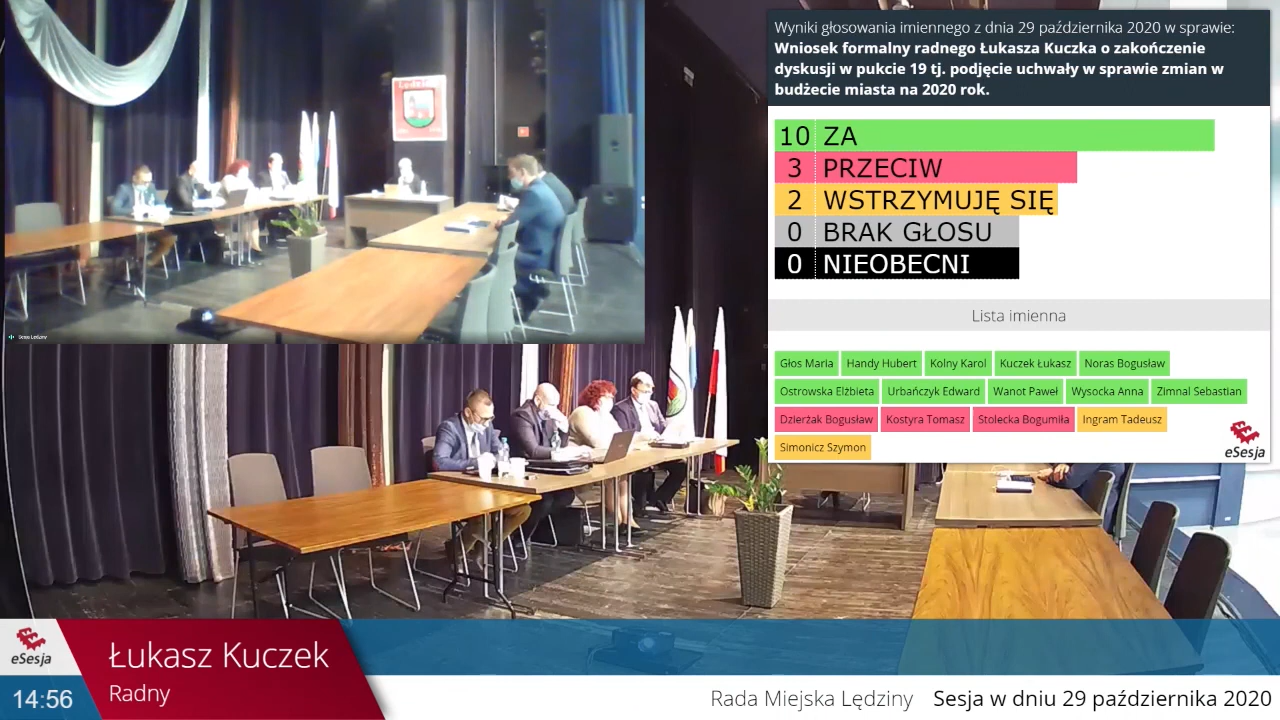 Wyniki głosowania imiennego z dnia 29 października 2020 w sprawie:
Wniosek formalny radnego Łukasza Kuczka o zakończenie
dyskusji w pukcie 19 tj. podjęcie uchwały w sprawie zmian w
budżecie miasta na 2020 rok.
10 ZA
3 PRZECIW
2 WSTRZYMUJĘ SIĘ
0 BRAK GŁOSU
0 NIEOBECNI
Lista imienna
Głos Maria Handy Hubert Kolny Karol Kuczek Łukasz Noras Bogusław
Ostrowska Elżbieta Urbańczyk Edward Wanot Paweł Wysocka Anna Zimnal Sebastian
Dzierżak Bogusław Kostyra Tomasz Stolecka Bogumiła Ingram Tadeusz
Simonicz Szymon
eSesja
Lędziny
eSesja
Łukasz Kuczek
Radny
14:56
Rada Miejska Lędziny Sesja w dniu 29 października 2020